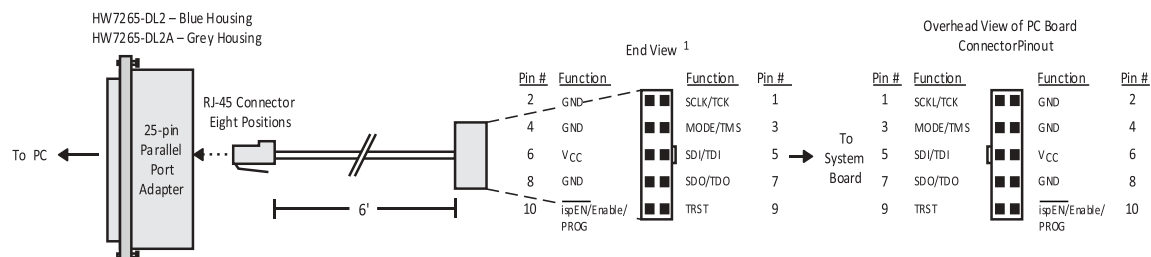 HW7265-DL2 – Blue Housing
HW7265-DL2A – Grey Housing
To PC
25-pin
Parallel
Port
Adapter
RJ-45 Connector
Eight Positions
6'
End View 1
Pin # Function Function Pin #
2 GND SCLK/TCK 1
4 GND MODE/TMS 3
6 VCC SDI/TDI 5
8 GND SDO/TDO 7
10 ispEN/Enable/ TRST 9
PROG
To
System
Board
Overhead View of PC Board
ConnectorPinout
Pin # Function Function Pin #
1 SCKL/TCK GND 2
3 MODE/TMS GND 4
5 SDI/TDI VCC 6
7 SDO/TDO GND 8
9 TRST ispEN/Enable/ 10
PROG